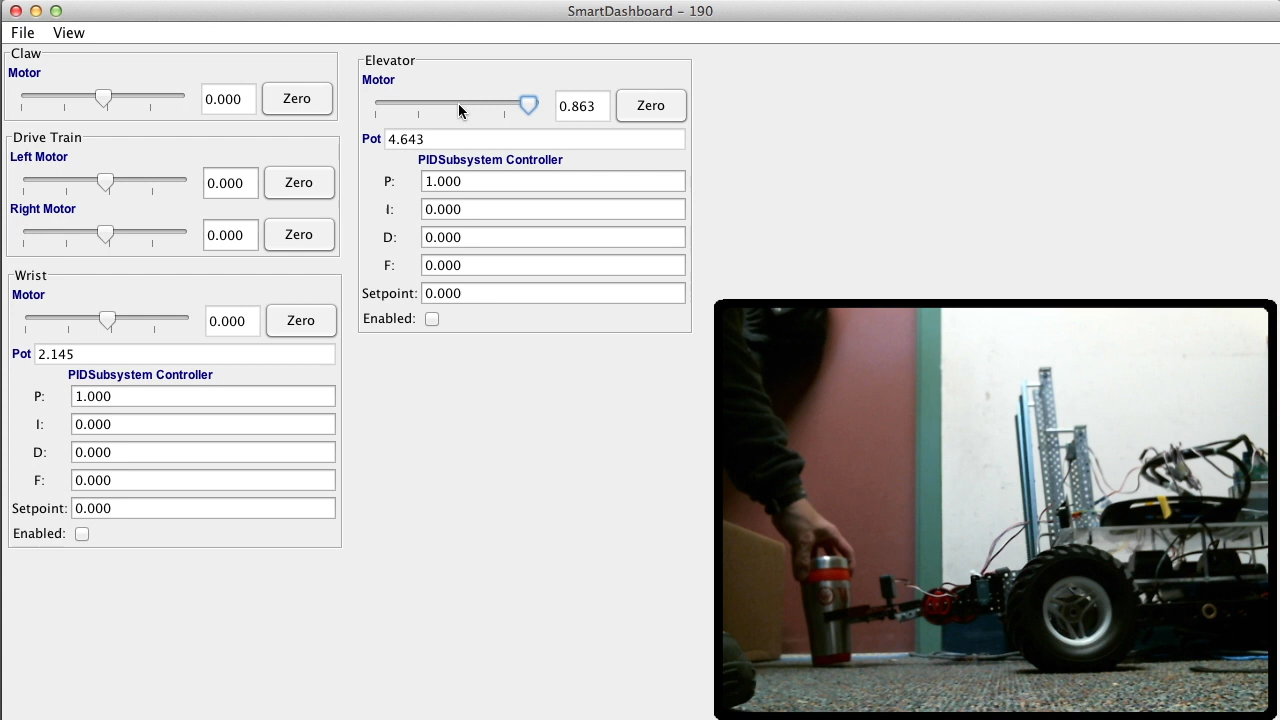 SmartDashboard – 190
File View
Claw
Motor
0.000 Zero
Drive Train
Left Motor
0.000 Zero
Right Motor
0.000 Zero
Wrist
Motor
0.000 Zero
Pot 2.145
PIDSubsystem Controller
P: 1.000
I: 0.000
D: 0.000
F: 0.000
Setpoint: 0.000
Enabled:
Elevator
Motor
0.863 Zero
Pot 4.643
PIDSubsystem Controller
P: 1.000
I: 0.000
D: 0.000
F: 0.000
Setpoint: 0.000
Enabled: